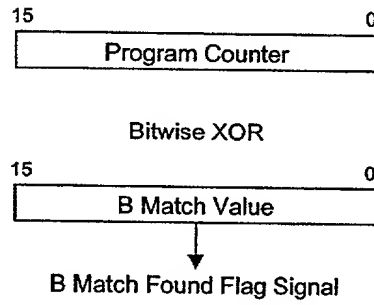 15 0
Program Counter
Bitwise XOR
15 0
B Match Value
B Match Found Flag Signal